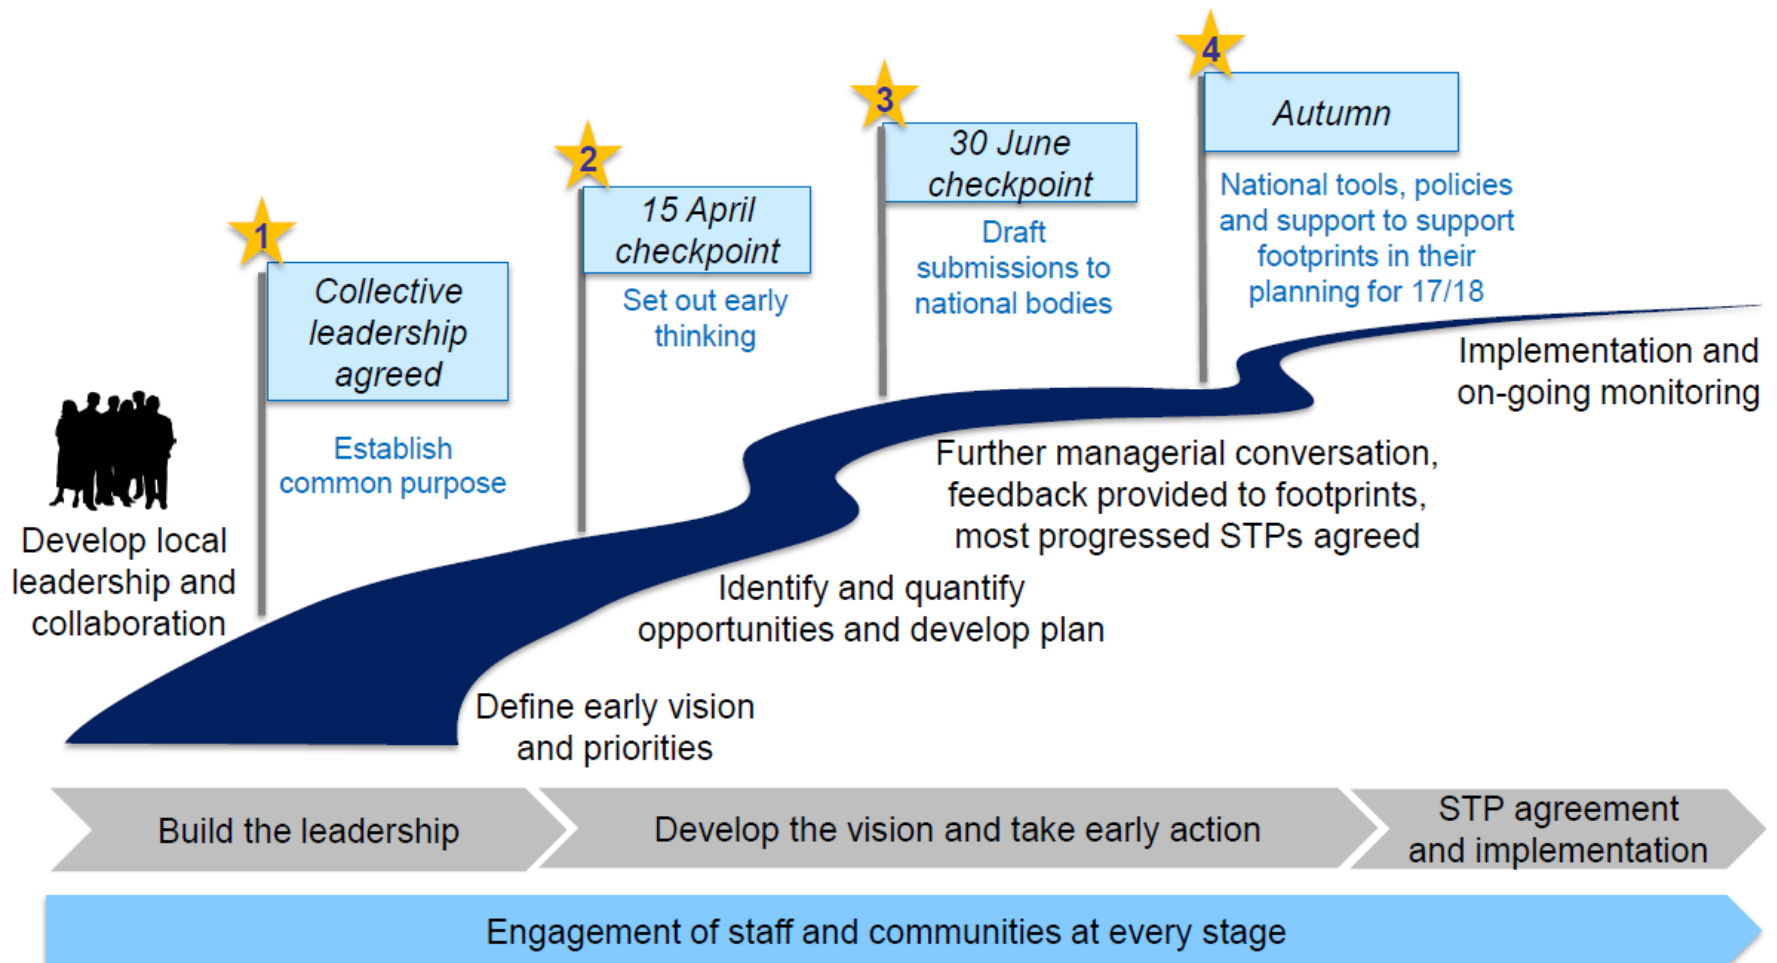 1
Collective
leadership
agreed
Establish
common purpose
2
15 April
checkpoint
Set out early
thinking
3
30 June
checkpoint
Draft
submissions to
national bodies
4
Autumn
National tools, policies
and support to support
footprints in their
planning for 17/18
Develop local
leadership and
collaboration
Define early vision
and priorities
Identify and quantify
opportunities and develop plan
Further managerial conversation,
feedback provided to footprints,
most progressed STPs agreed
Implementation and
on-going monitoring
Build the leadership
Develop the vision and take early action
STP agreement
and implementation
Engagement of staff and communities at every stage